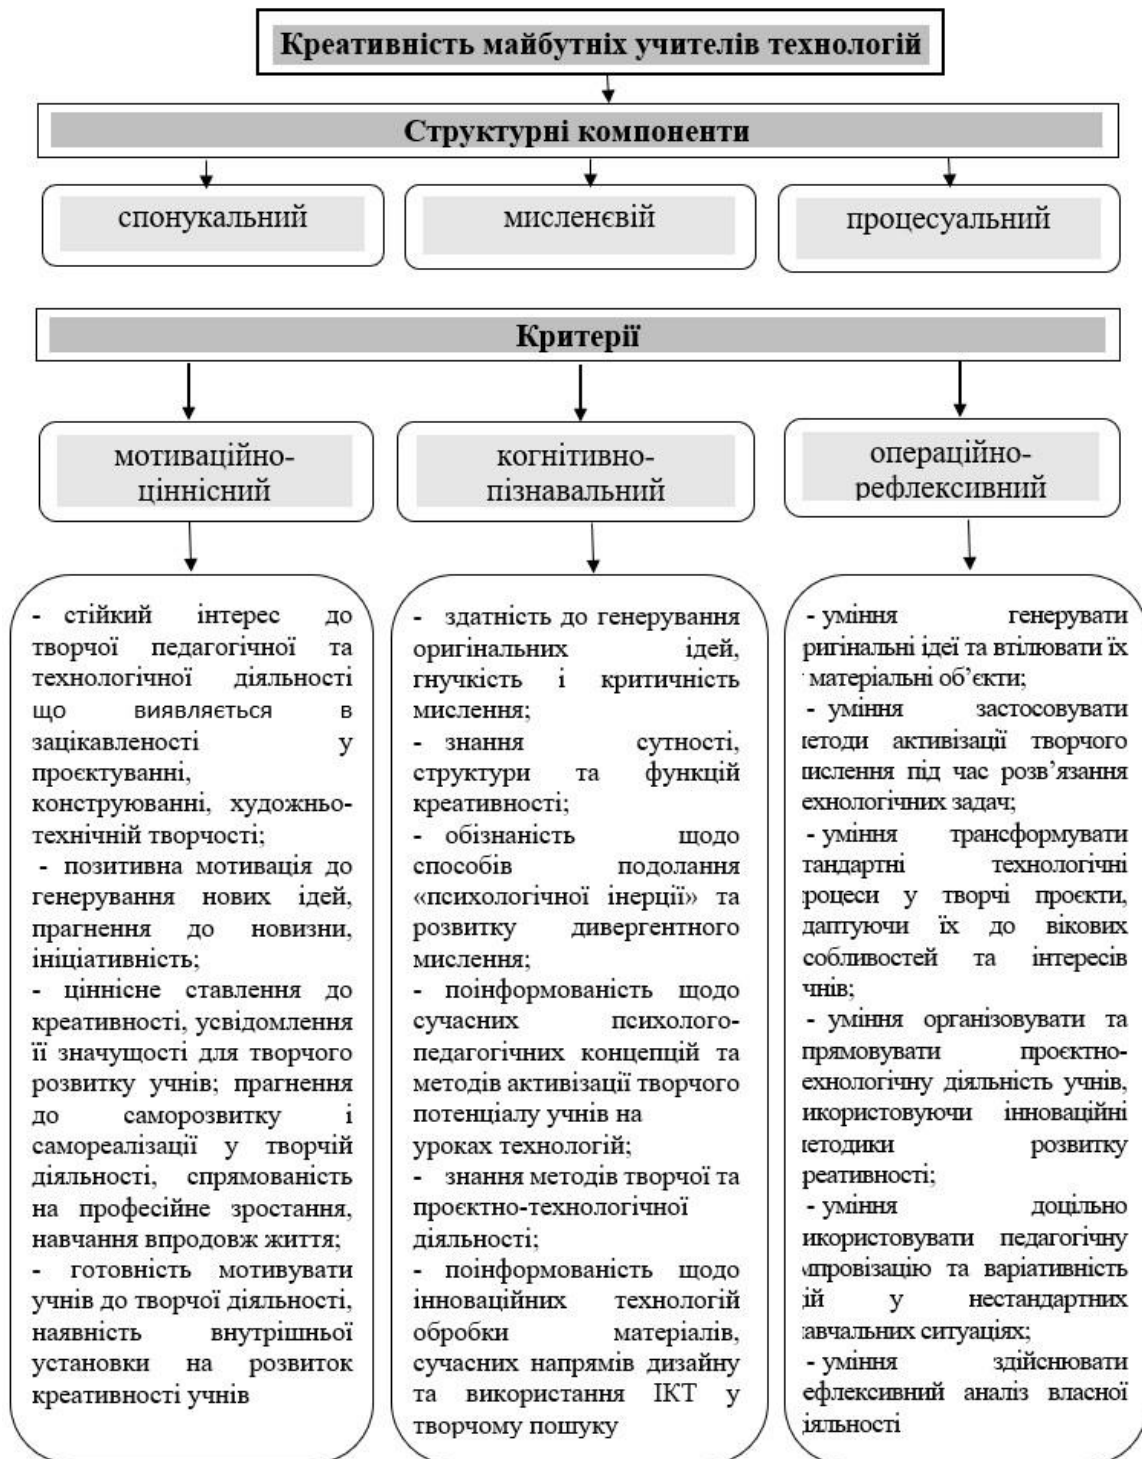 Креативність майбутніх учителів технологій
Структурні компоненти
спонукальний
мисленєвій
процесуальний
Критерії
мотиваційно-
ціннісний
когнітивно-
пізнавальний
операційно-
рефлексивний
- стійкий інтерес до
творчої педагогічної та
технологічної діяльності
що виявляється в
зацікавленості у
проєктуванні,
конструюванні, художньо-
технічній творчості;
- позитивна мотивація до
генерування нових ідей,
прагнення до новизни,
ініціативність;
- ціннісне ставлення до
креативності, усвідомлення
її значущості для творчого
розвитку учнів; прагнення
до саморозвитку і
самореалізації у творчій
діяльності, спрямованість
на професійне зростання,
навчання впродовж життя;
- готовність мотивувати
учнів до творчої діяльності,
наявність внутрішньої
установки на розвиток
креативності учнів
- здатність до генерування
оригінальних ідей,
гнучкість і критичність
мислення;
- знання сутності,
структури та функцій
креативності;
- обізнаність щодо
способів подолання
«психологічної інерції» та
розвитку дивергентного
мислення;
- поінформованість щодо
сучасних психолого-
педагогічних концепцій та
методів активізації творчого
потенціалу учнів на
уроках технологій;
- знання методів творчої та
проєктно-технологічної
діяльності;
- поінформованість щодо
інноваційних технологій
обробки матеріалів,
сучасних напрямів дизайну
та використання ІКТ у
творчому пошуку
- уміння генерувати
ригінальні ідеї та втілювати їх
матеріальні об’єкти;
- уміння застосовувати
етоди активізації творчого
ислення під час розв’язання
ехнологічних задач;
- уміння трансформувати
тандартні технологічні
роцеси у творчі проєкти,
даптуючи їх до вікових
собливостей та інтересів
чнів;
- уміння організовувати та
прямовувати проєктно-
ехнологічну діяльність учнів,
икористовуючи інноваційні
етодики розвитку
реативності;
- уміння доцільно
икористовувати педагогічну
мпровізацію та варіативність
ій у нестандартних
авчальних ситуаціях;
- уміння здійснювати
ефлексивний аналіз власної
іяльності